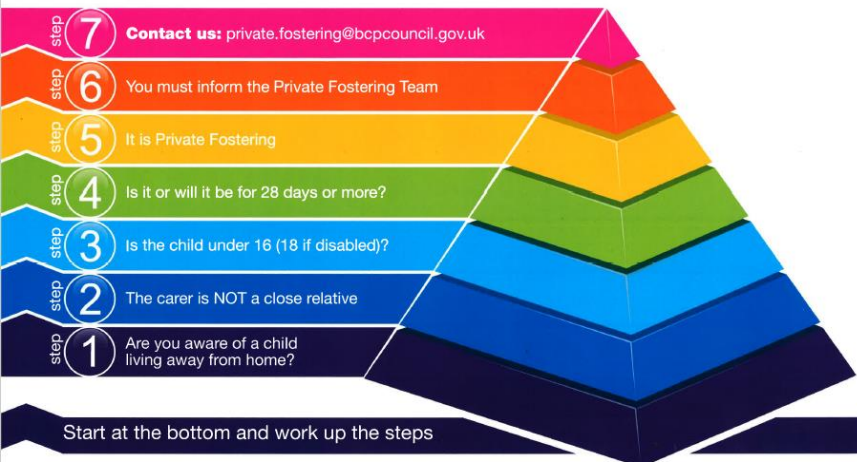 step 7 Contact us: private.fostering@bcpcouncil.gov.uk
step 6 You must inform the Private Fostering Team
step 5 It is Private Fostering
step 4 Is it or will it be for 28 days or more?
step 3 Is the child under 16 (18 if disabled)?
step 2 The carer is NOT a close relative
step 1 Are you aware of a child
living away from home?
Start at the bottom and work up the steps